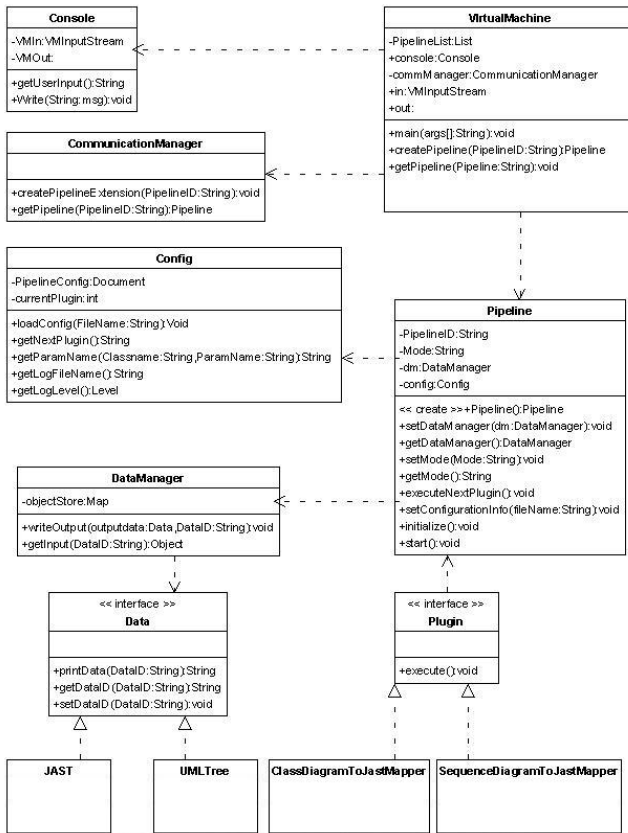 Console
-VMIn:VMInputStream
-VMOut:
+getUserInput():String
+Write(String:msg):void
VIrtualMachine
-PipelineList:List
+console:Console
-commManager:CommunicationManager
+in:VMInputStream
+out:
+main(args[]:String):void
+createPipeline(PipelineID:String):Pipeline
+getPipeline(Pipeline:String):void
CommunicationManager
+createPipelineExtension(PipelineID:String):void
+getPipeline(PipelineID:String):Pipeline
Config
-PipelineConfig:Document
-currentPlugin:int
+loadConfig(FileName:String):Void
+getNextPlugin():String
+getParamName(Classname:String,ParamName:String):String
+getLogFileName():String
+getLogLevel():Level
Pipeline
-PipelineID:String
-Mode:String
-dm:DataManager
-config:Config
<< create >>+Pipeline():Pipeline
+setDataManager(dm:DataManager):void
+getDataManager():DataManager
+setMode(Mode:String):void
+getMode():String
+executeNextPlugin():void
+setConfigurationInfo(fileName:String):void
+initialize():void
+start():void
DataManager
-objectStore:Map
+writeOutput(outputdata:Data,DataID:String):void
+getInput(DataID:String):Object
<< interface >>
Data
+printData(DataID:String):String
+getDataID(DataID:String):String
+setDataID(DataID:String):void
<< interface >>
Plugin
+execute():void
JAST
UMLTree
ClassDiagramToJastMapper
SequenceDiagramToJastMapper